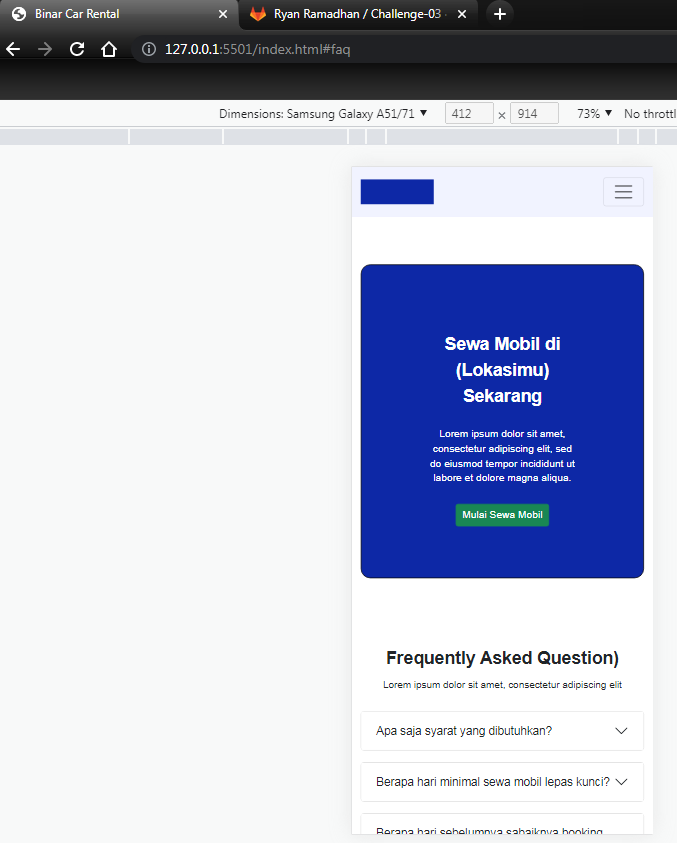 Binar Car Rental
Ryan Ramadhan / Challenge-03
127.0.0.1:5501/index.html#faq
Dimensions: Samsung Galaxy A51/71 ▼ 412 × 914 73% ▼ No throttl
Sewa Mobil di
(Lokasimu)
Sekarang
Lorem ipsum dolor sit amet,
consectetur adipiscing elit, sed
do eiusmod tempor incididunt ut
labore et dolore magna aliqua.
Mulai Sewa Mobil
Frequently Asked Question)
Lorem ipsum dolor sit amet, consectetur adipiscing elit
Apa saja syarat yang dibutuhkan?
Berapa hari minimal sewa mobil lepas kunci?
Berapa hari sebelumnya sabaiknya booking